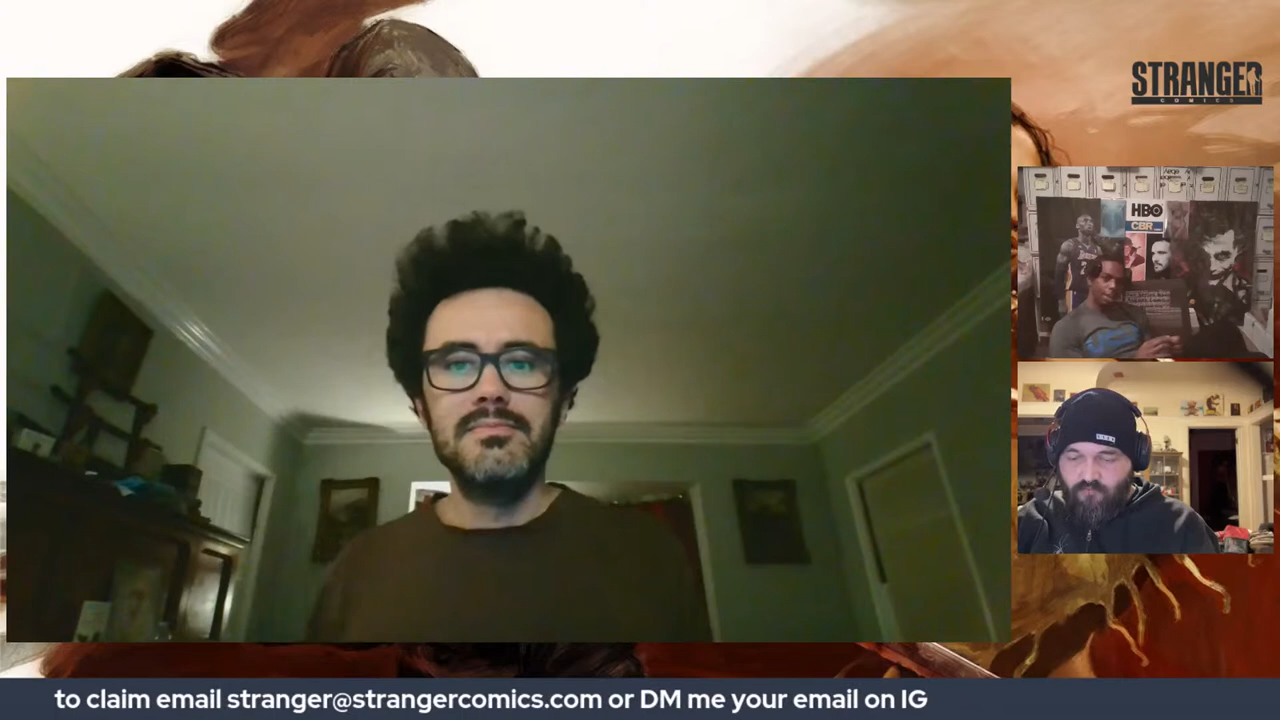 STRANGER
COMICS
HBO
CBR
to claim email stranger@strangercomics.com or DM me your email on IG